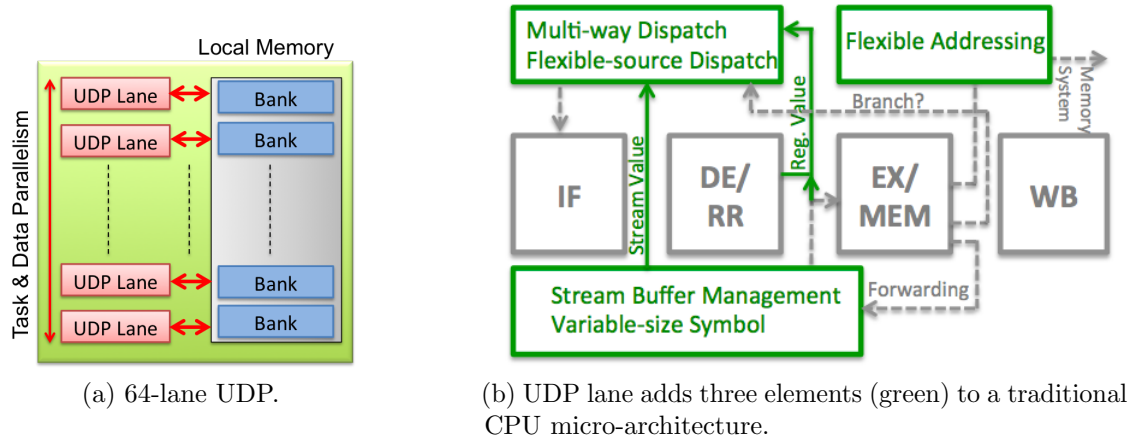 Local Memory
Task & Data Parallelism
UDP Lane
Bank
UDP Lane
Bank
UDP Lane
Bank
UDP Lane
Bank
(a) 64-lane UDP.
Multi-way Dispatch
Flexible-source Dispatch
Flexible Addressing
Memory
System
Branch?
Reg. Value
Stream Value
IF
DE/
RR
EX/
MEM
WB
Stream Buffer Management
Variable-size Symbol
Forwarding
(b) UDP lane adds three elements (green) to a traditional
CPU micro-architecture.